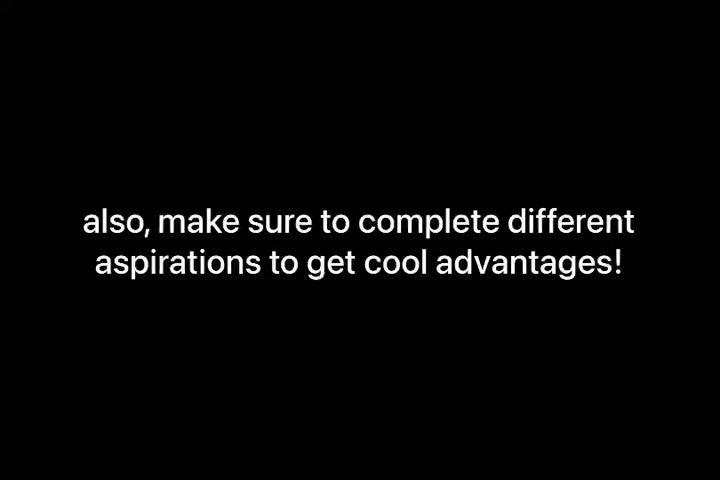 also, make sure to complete different
aspirations to get cool advantages!